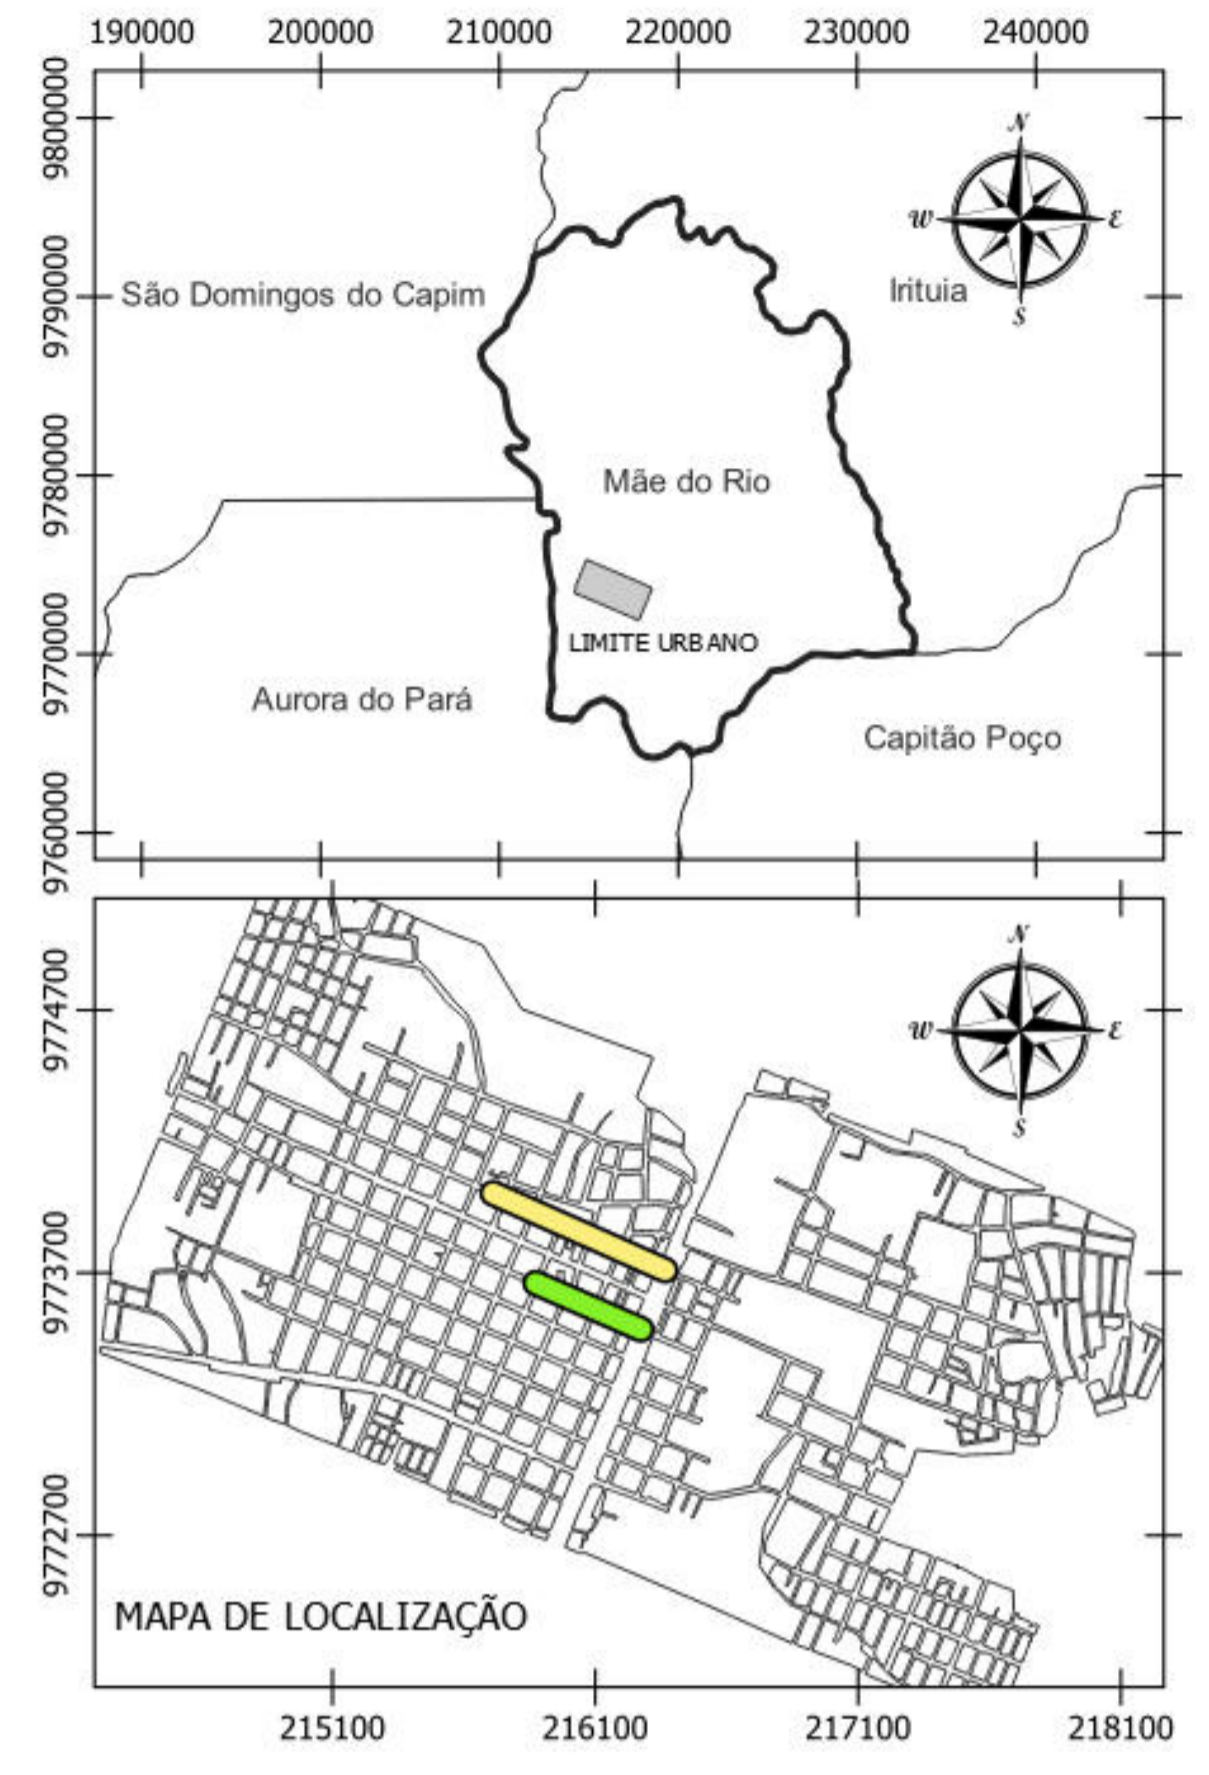 190000 200000 210000 220000 230000 240000
9800000
N
W E
S
9790000
São Domingos do Capim
Irituia
9780000
Mãe do Rio
9770000
LIMITE URBANO
Aurora do Pará
Capitão Poço
9760000
9774700
N
W E
S
9773700
9772700
MAPA DE LOCALIZAÇÃO
215100 216100 217100 218100